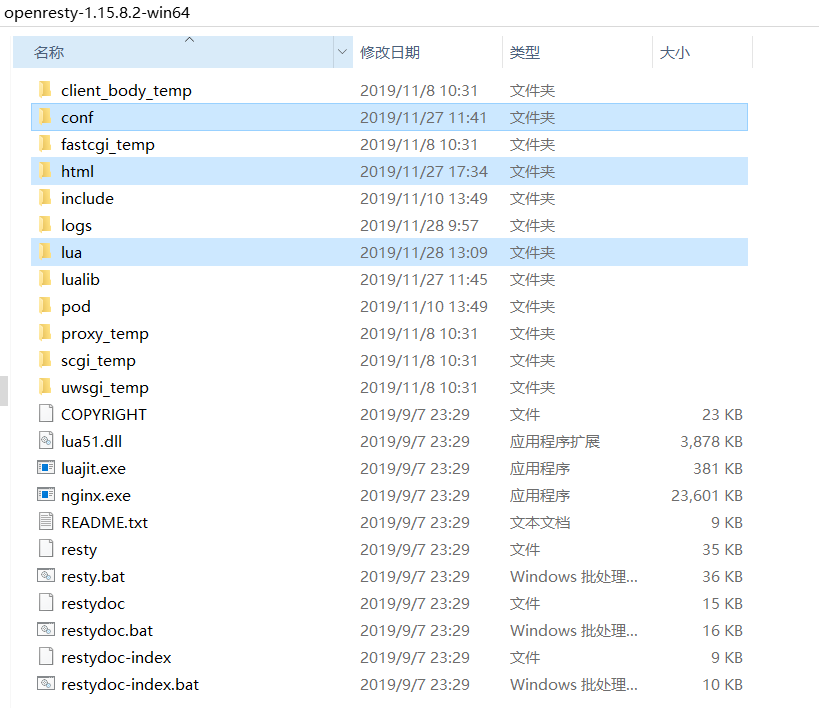 openresty-1.15.8.2-win64
名称 修改日期 类型 大小
client_body_temp 2019/11/8 10:31 文件夹
conf 2019/11/27 11:41 文件夹
fastcgi_temp 2019/11/8 10:31 文件夹
html 2019/11/27 17:34 文件夹
include 2019/11/10 13:49 文件夹
logs 2019/11/28 9:57 文件夹
lua 2019/11/28 13:09 文件夹
lualib 2019/11/27 11:45 文件夹
pod 2019/11/10 13:49 文件夹
proxy_temp 2019/11/8 10:31 文件夹
scgi_temp 2019/11/8 10:31 文件夹
uwsgi_temp 2019/11/8 10:31 文件夹
COPYRIGHT 2019/9/7 23:29 文件 23 KB
lua51.dll 2019/9/7 23:29 应用程序扩展 3,878 KB
luajit.exe 2019/9/7 23:29 应用程序 381 KB
nginx.exe 2019/9/7 23:29 应用程序 23,601 KB
README.txt 2019/9/7 23:29 文本文档 9 KB
resty 2019/9/7 23:29 文件 35 KB
resty.bat 2019/9/7 23:29 Windows 批处理... 36 KB
restydoc 2019/9/7 23:29 文件 15 KB
restydoc.bat 2019/9/7 23:29 Windows 批处理... 16 KB
restydoc-index 2019/9/7 23:29 文件 9 KB
restydoc-index.bat 2019/9/7 23:29 Windows 批处理... 10 KB